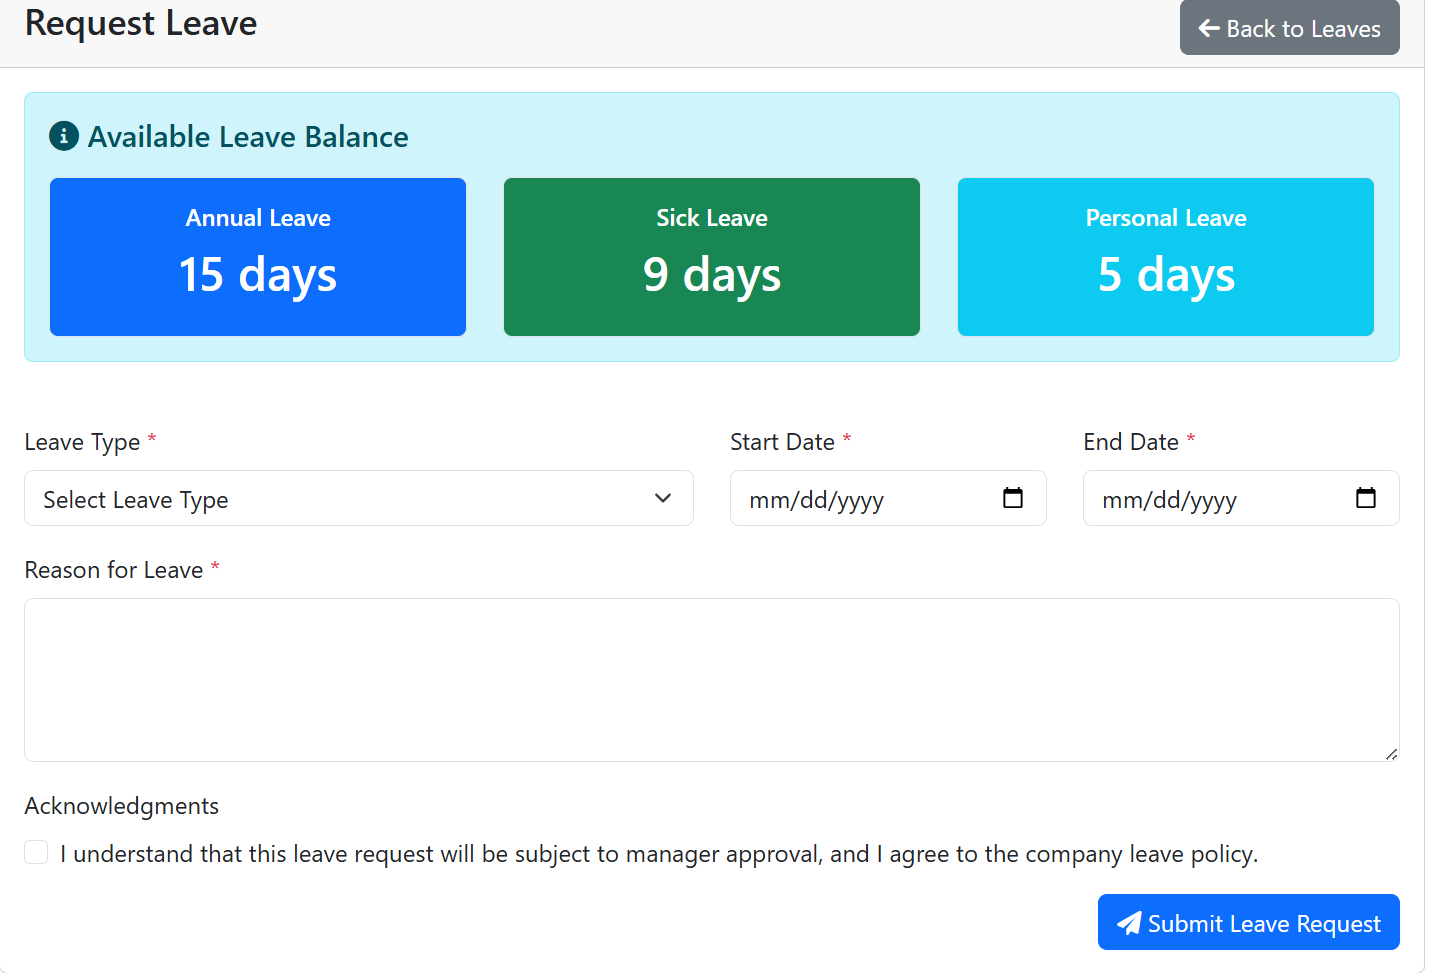 Request Leave
Back to Leaves
Available Leave Balance
Annual Leave
15 days
Sick Leave
9 days
Personal Leave
5 days
Leave Type *
Start Date *
End Date *
Select Leave Type
mm/dd/yyyy
mm/dd/yyyy
Reason for Leave *
Acknowledgments
I understand that this leave request will be subject to manager approval, and I agree to the company leave policy.
Submit Leave Request